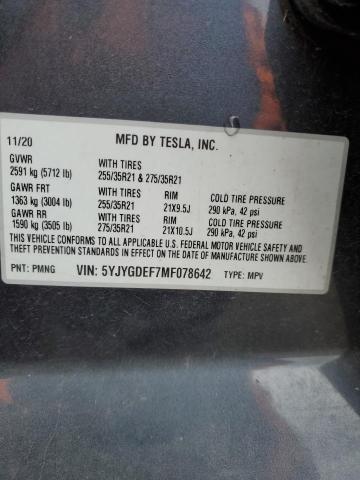 11/20 MFD BY TESLA, INC.
GVWR WITH TIRES
2591 kg (5712 lb) 255/35R21 & 275/35R21
GAWR FRT WITH TIRES RIM COLD TIRE PRESSURE
1363 kg (3004 lb) 255/35R21 21X9.5J 290 kPa, 42 psi
GAWR RR WITH TIRES RIM COLD TIRE PRESSURE
1590 kg (3505 lb) 275/35R21 21X10.5J 290 kPa, 42 psi
THIS VEHICLE CONFORMS TO ALL APPLICABLE U.S. FEDERAL MOTOR VEHICLE SAFETY AND
THEFT PREVENTION STANDARDS IN EFFECT ON THE DATE OF MANUFACTURE SHOWN ABOVE.
PNT: PMNG VIN: 5YJYGDEF7MF078642 TYPE: MPV